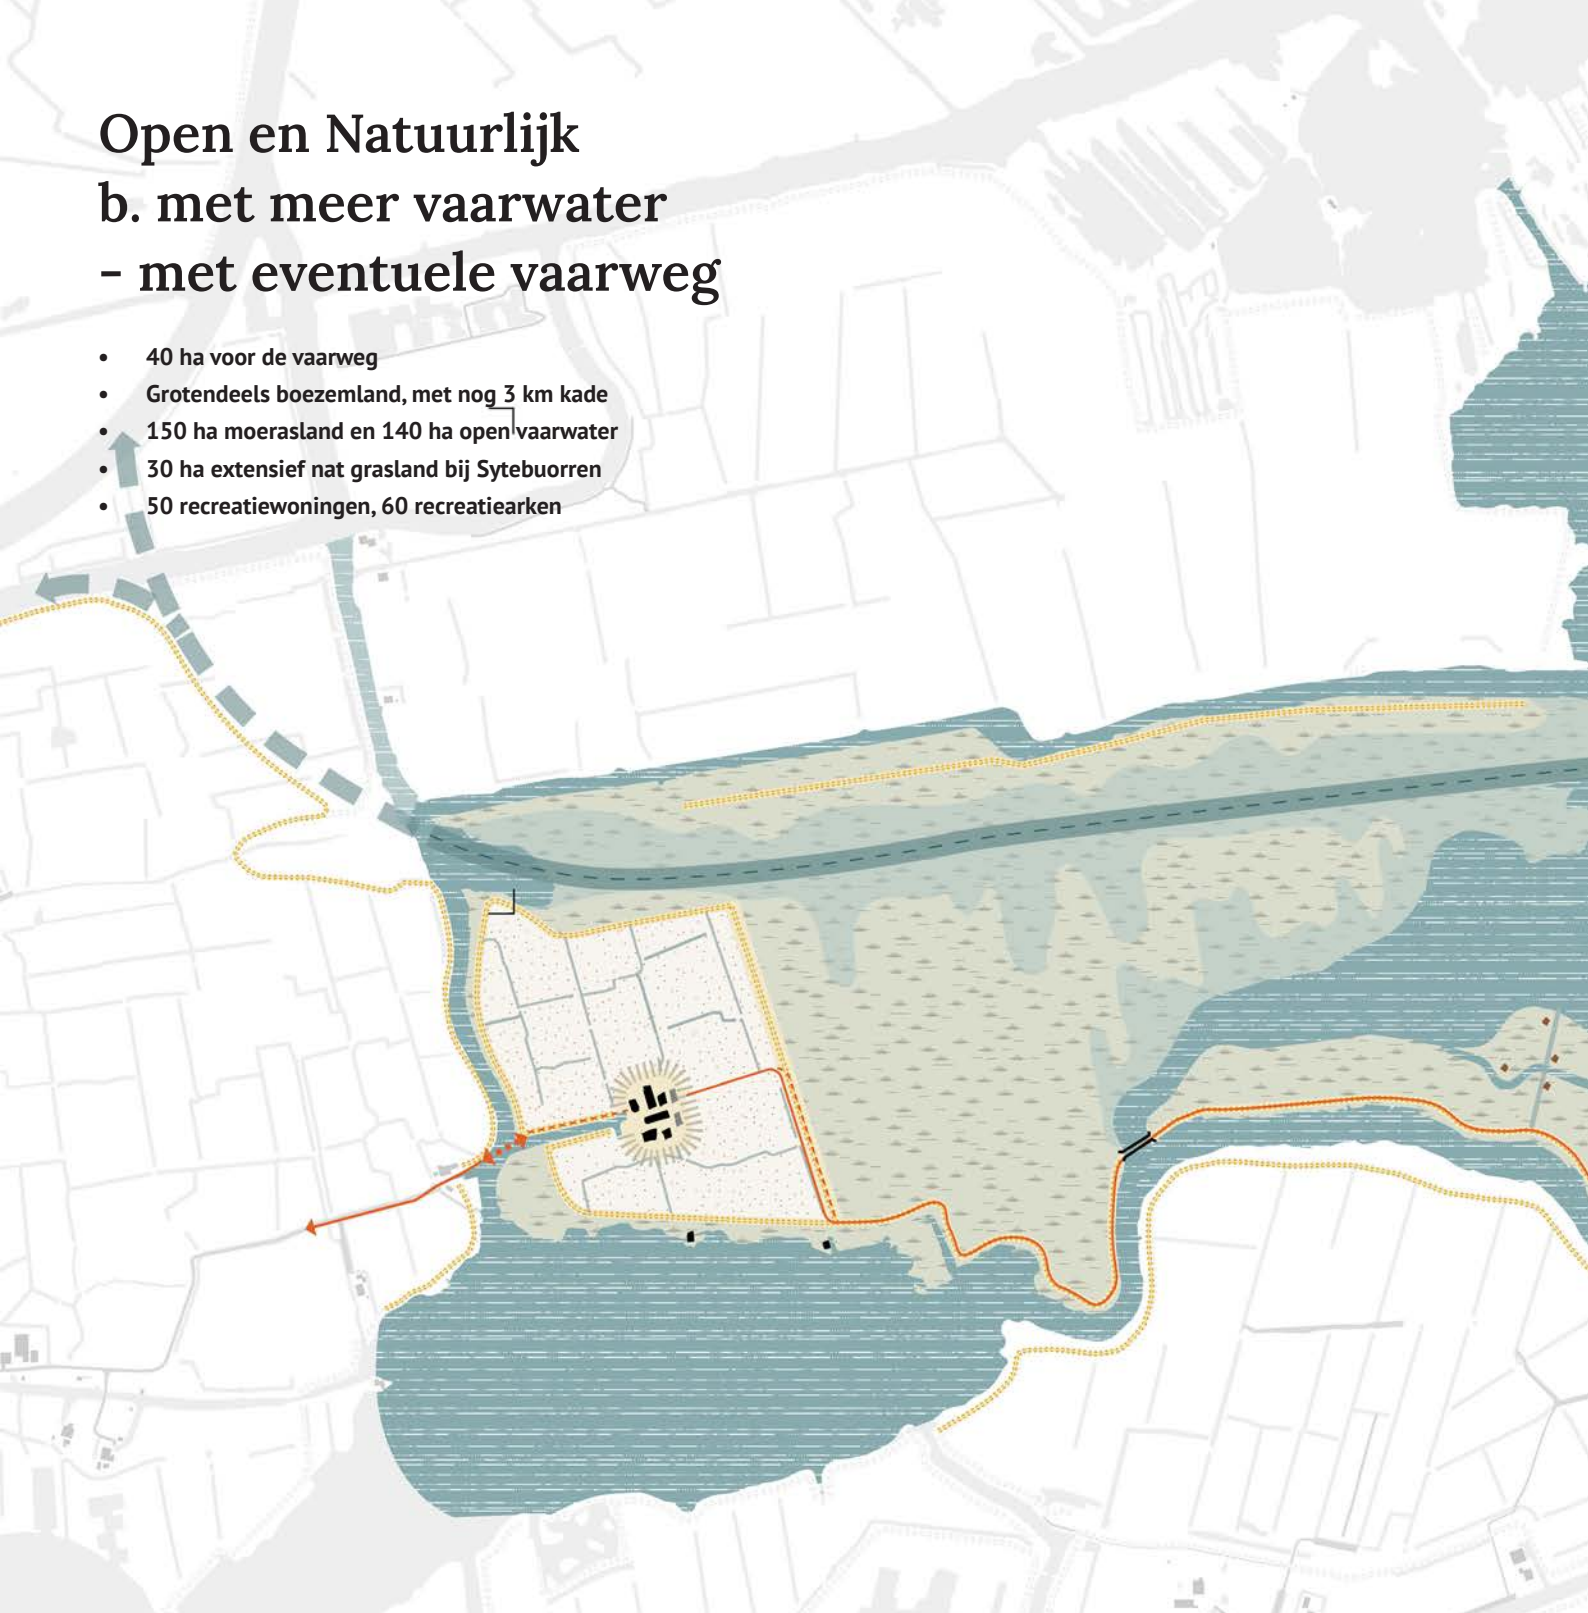 Open en Natuurlijk
b. met meer vaarwater
- met eventuele vaarweg
• 40 ha voor de vaarweg
• Grotendeels boezemland, met nog 3 km kade
• 150 ha moerasland en 140 ha open vaarwater
• 30 ha extensief nat grasland bij Sytebuorren
• 50 recreatiewoningen, 60 recreatiearken